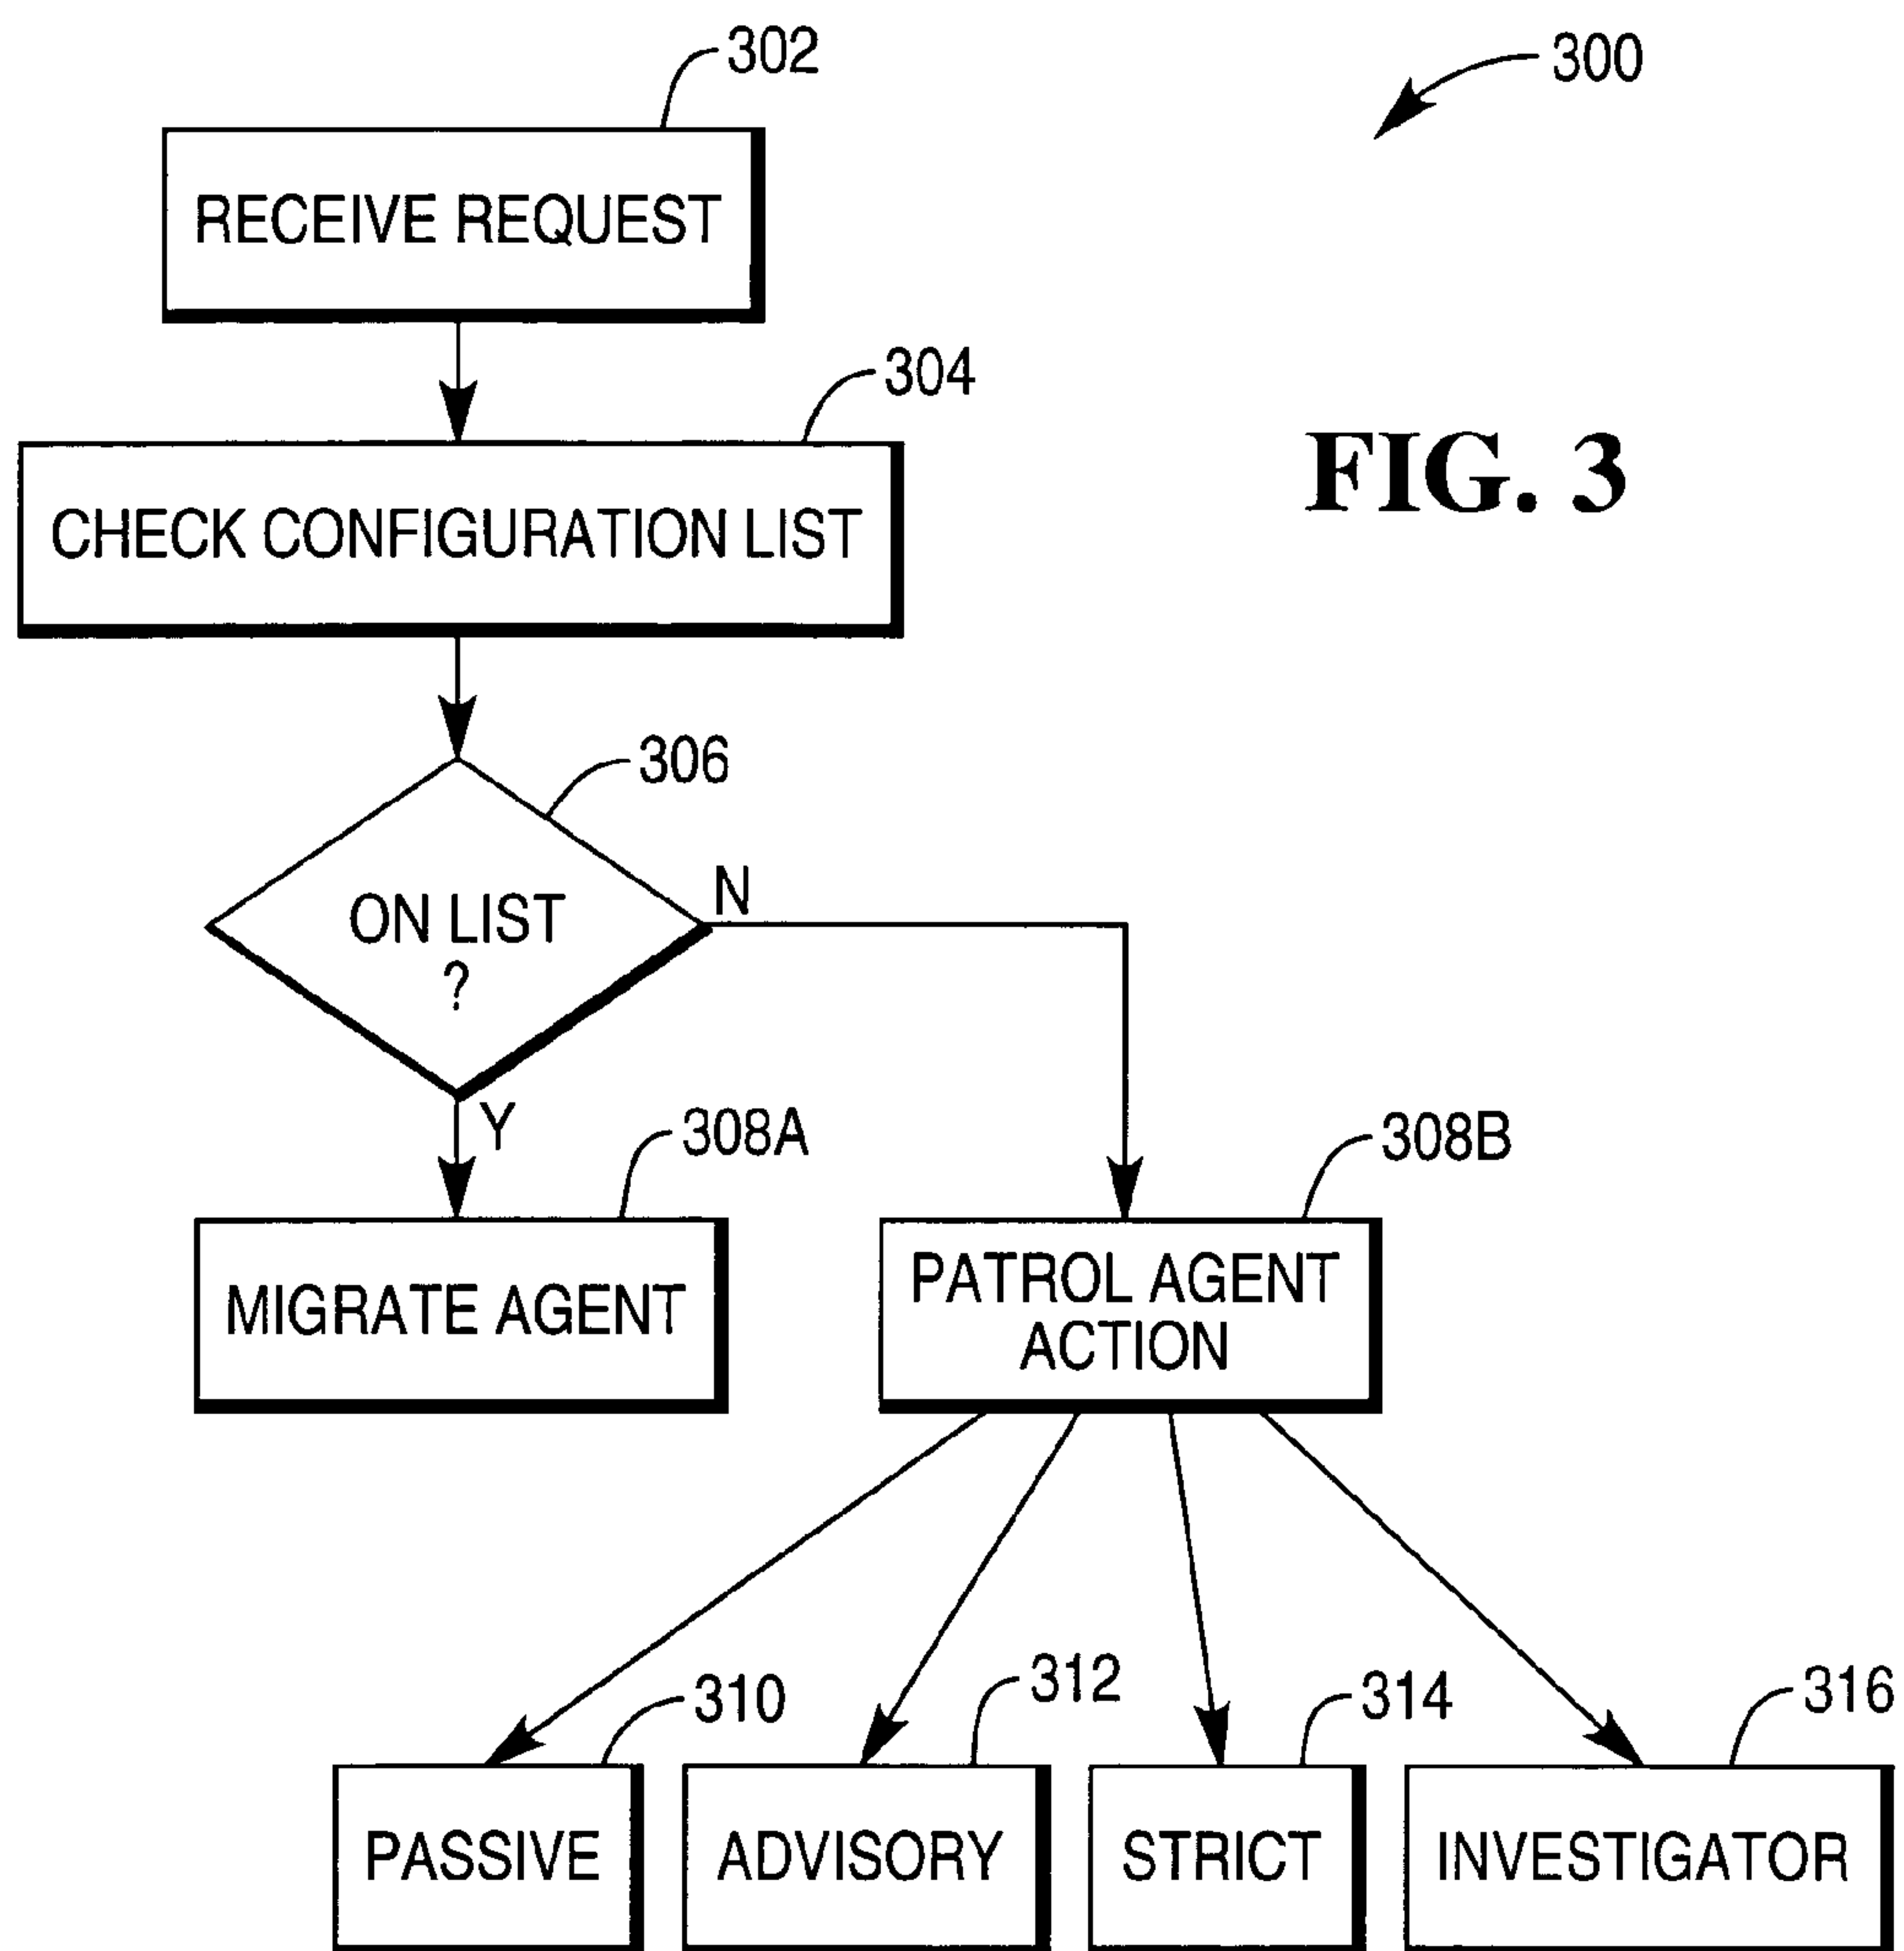 302
300
RECEIVE REQUEST
304
FIG. 3
CHECK CONFIGURATION LIST
306
N
ON LIST
?
Y
308A
308B
MIGRATE AGENT
PATROL AGENT
ACTION
310
312
314
316
PASSIVE
ADVISORY
STRICT
INVESTIGATOR